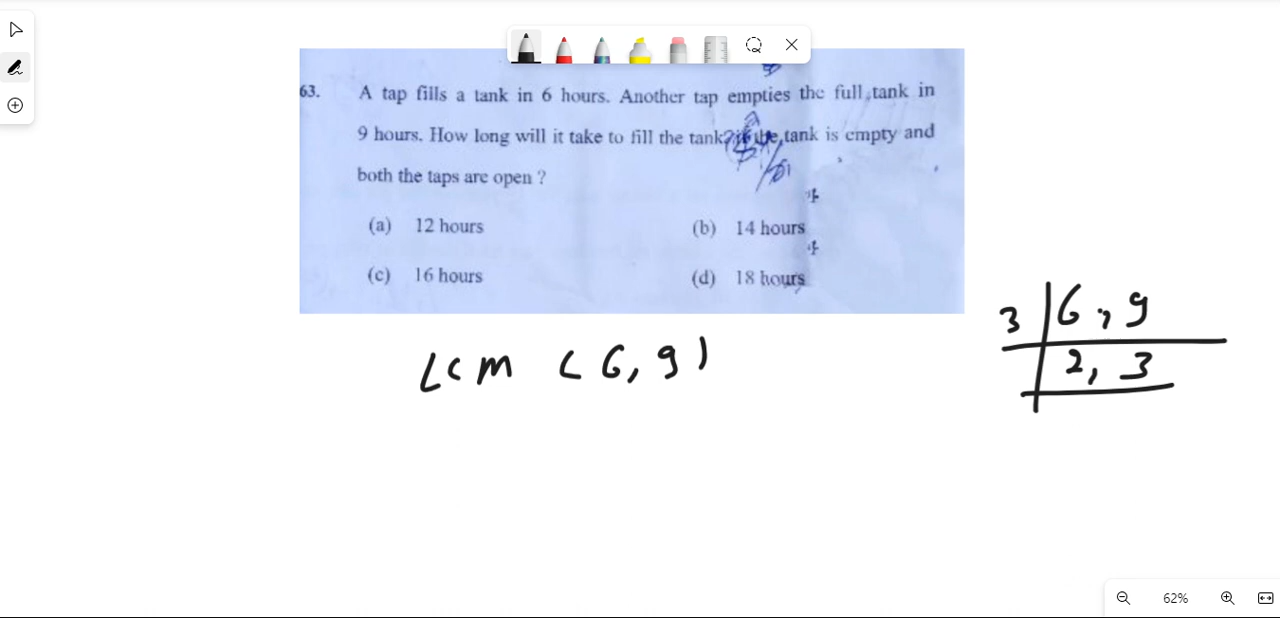 63. A tap fills a tank in 6 hours. Another tap empties the full tank in
9 hours. How long will it take to fill the tank? if the tank is empty and
both the taps are open ?
(a) 12 hours (b) 14 hours
(c) 16 hours (d) 18 hours
3 6, 9
LCM (6, 9)
2, 3
62%